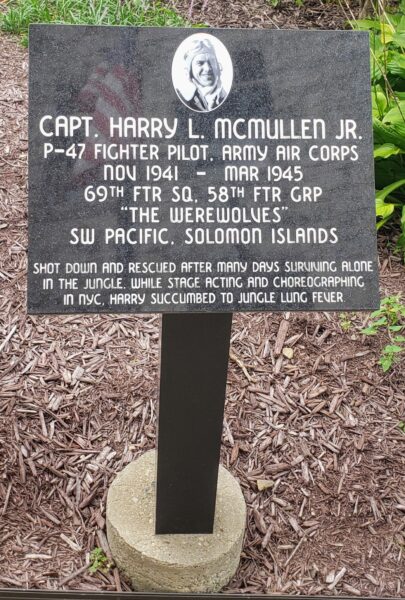 CAPT. HARRY L. MCMULLEN JR.
P-47 FIGHTER PILOT, ARMY AIR CORPS
NOV 1941 - MAR 1945
69TH FTR SQ, 58TH FTR GRP
"THE WEREWOLVES"
SW PACIFIC, SOLOMON ISLANDS
SHOT DOWN AND RESCUED AFTER MANY DAYS SURVIVING ALONE
IN THE JUNGLE. WHILE STAGE ACTING AND CHOREOGRAPHING
IN NYC, HARRY SUCCUMBED TO JUNGLE LUNG FEVER